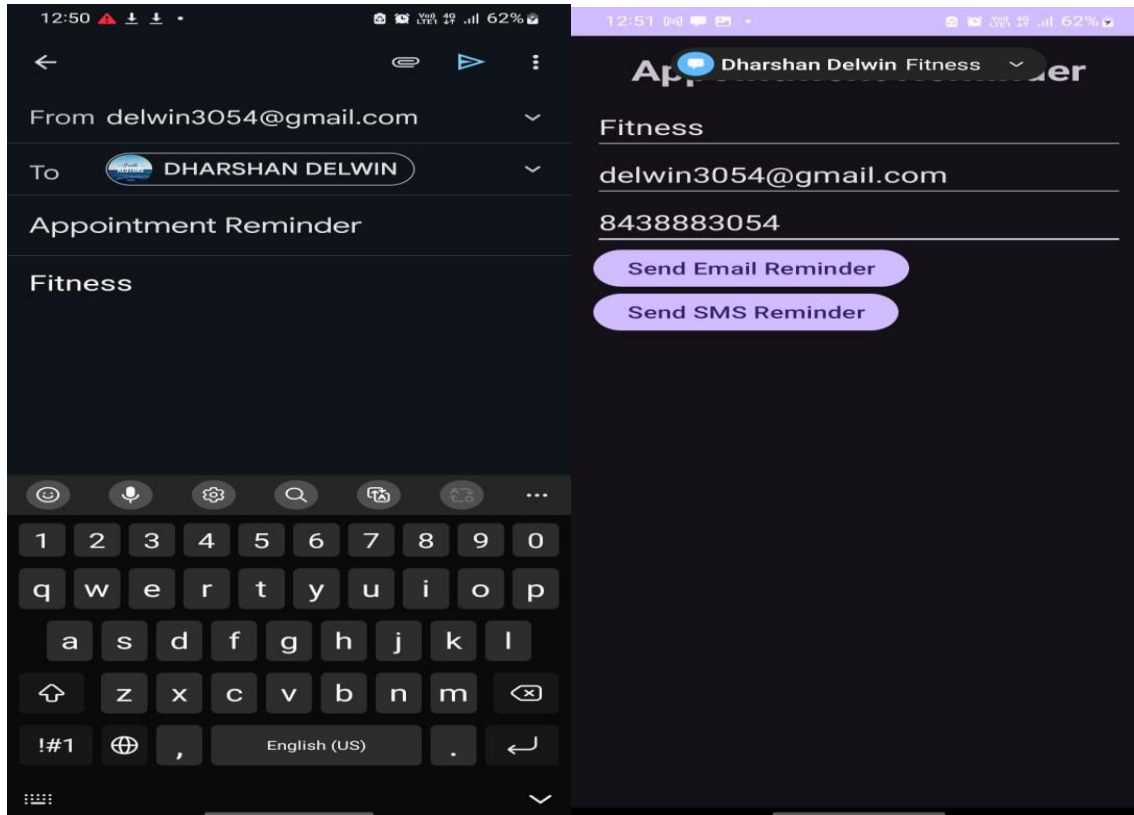 12:50
62%
From delwin3054@gmail.com
To DHARSHAN DELWIN
Appointment Reminder
Fitness
1 2 3 4 5 6 7 8 9 0
q w e r t y u i o p
a s d f g h j k l
z x c v b n m
!#1 , English (US) .
12:51
62%
Dharshan Delwin Fitness
Fitness
delwin3054@gmail.com
8438883054
Send Email Reminder
Send SMS Reminder